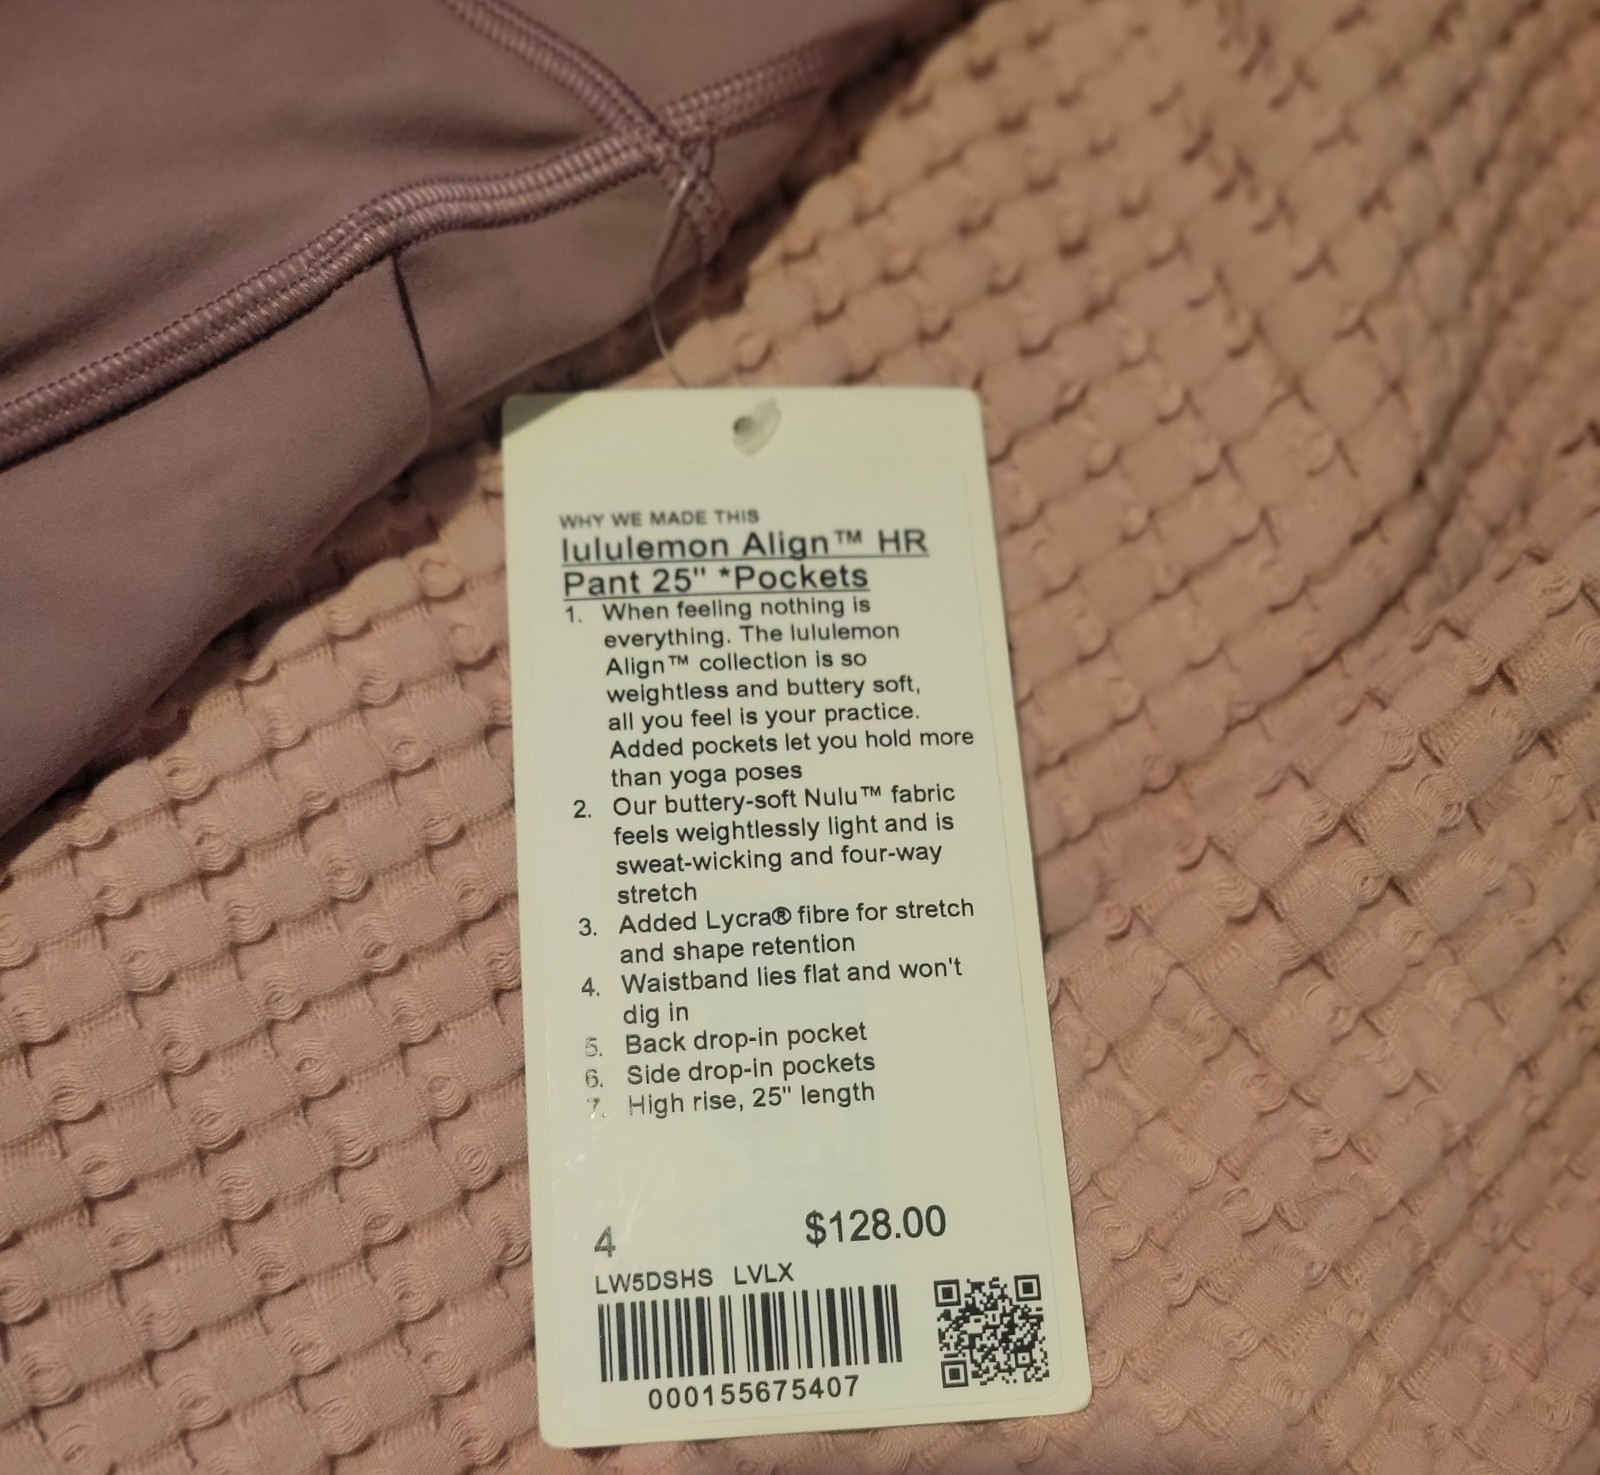 WHY WE MADE THIS
lululemon Align™ HR
Pant 25" *Pockets
1. When feeling nothing is
everything. The lululemon
Align™ collection is so
weightless and buttery soft,
all you feel is your practice.
Added pockets let you hold more
than yoga poses
2. Our buttery-soft Nulu™ fabric
feels weightlessly light and is
sweat-wicking and four-way
stretch
3. Added Lycra® fibre for stretch
and shape retention
4. Waistband lies flat and won't
dig in
5. Back drop-in pocket
6. Side drop-in pockets
7. High rise, 25" length
4 $128.00
LW5DSHS LVLX
000155675407